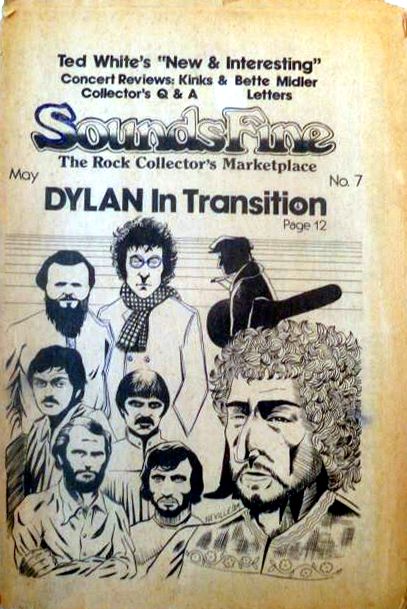 Ted White's "New & Interesting"
Concert Reviews: Kinks & Bette Midler
Collector's Q & A Letters
SoundsFine
The Rock Collector's Marketplace
May
No. 7
DYLAN In Transition
Page 12